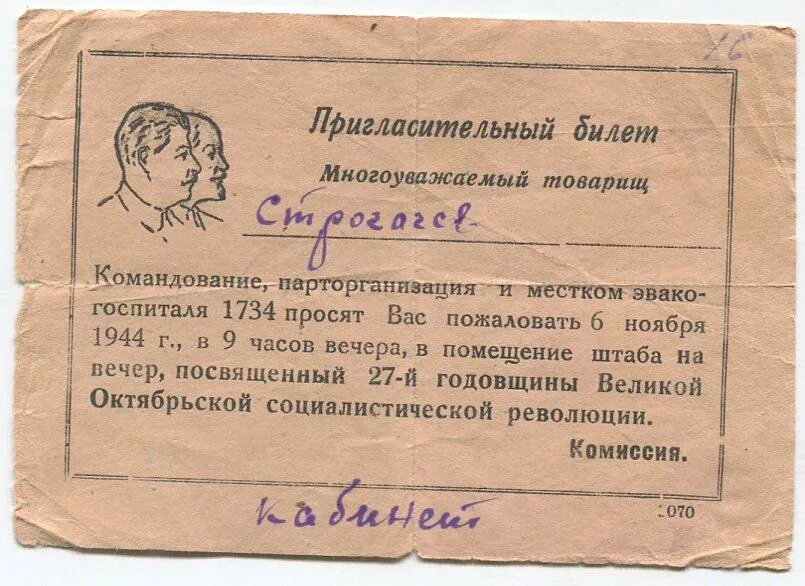 16
Пригласительный билет
Многоуважаемый товарищ
Командование, парторганизация и местком эвако-
госпиталя 1734 просят Вас пожаловать 6 ноября
1944 г., в 9 часов вечера, в помещение штаба на
вечер, посвященный 27-й годовщины Великой
Октябрьской социалистической революции.
Комиссия.
кабинет
070